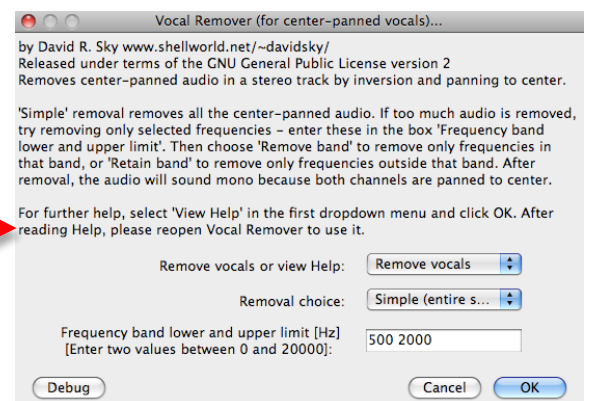 Vocal Remover (for center-panned vocals)...
by David R. Sky www.shellworld.net/~davidsky/
Released under terms of the GNU General Public License version 2
Removes center-panned audio in a stereo track by inversion and panning to center.
'Simple' removal removes all the center-panned audio. If too much audio is removed,
try removing only selected frequencies - enter these in the box 'Frequency band
lower and upper limit'. Then choose 'Remove band' to remove only frequencies in
that band, or 'Retain band' to remove only frequencies outside that band. After
removal, the audio will sound mono because both channels are panned to center.
For further help, select 'View Help' in the first dropdown menu and click OK. After
reading Help, please reopen Vocal Remover to use it.
Remove vocals or view Help: Remove vocals
Removal choice: Simple (entire s...
Frequency band lower and upper limit [Hz]
[Enter two values between 0 and 20000]: 500 2000
Debug Cancel OK